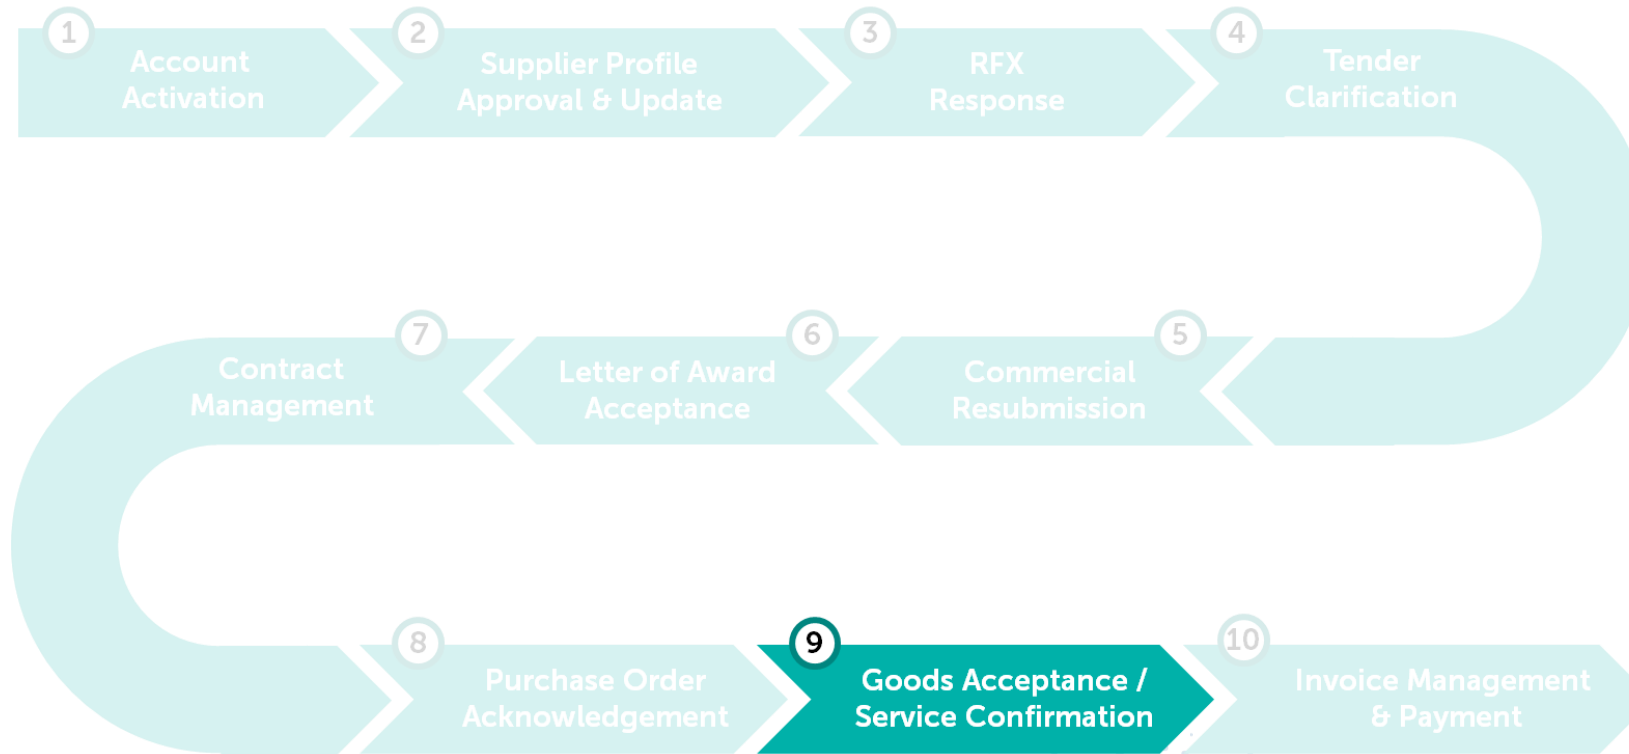 1
Account
Activation
2
Supplier Profile
Approval & Update
3
RFX
Response
4
Tender
Clarification
5
Commercial
Resubmission
6
Letter of Award
Acceptance
7
Contract
Management
8
Purchase Order
Acknowledgement
9
Goods Acceptance /
Service Confirmation
10
Invoice Management
& Payment